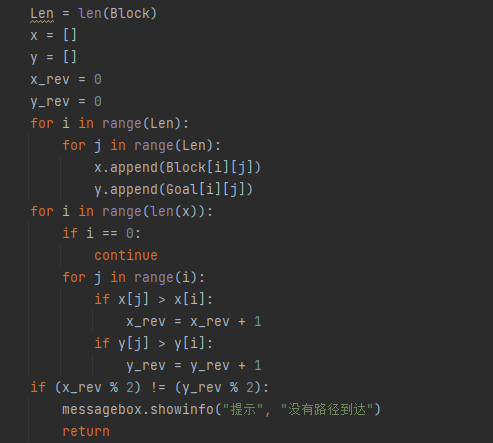 Len = len(Block)
x = []
y = []
x_rev = 0
y_rev = 0
for i in range(Len):
    for j in range(Len):
        x.append(Block[i][j])
        y.append(Goal[i][j])
for i in range(len(x)):
    if i == 0:
        continue
    for j in range(i):
        if x[j] > x[i]:
            x_rev = x_rev + 1
        if y[j] > y[i]:
            y_rev = y_rev + 1
if (x_rev % 2) != (y_rev % 2):
    messagebox.showinfo("提示", "没有路径到达")
    return